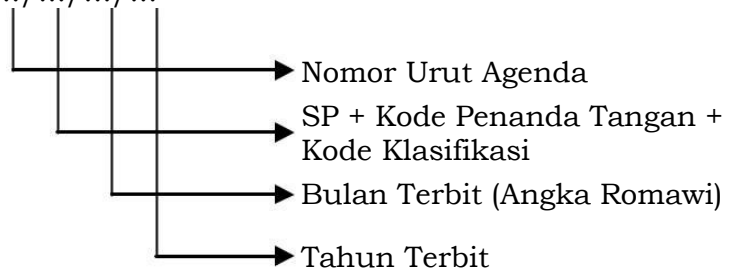 .../.../.../...
Nomor Urut Agenda
SP + Kode Penanda Tangan +
Kode Klasifikasi
Bulan Terbit (Angka Romawi)
Tahun Terbit